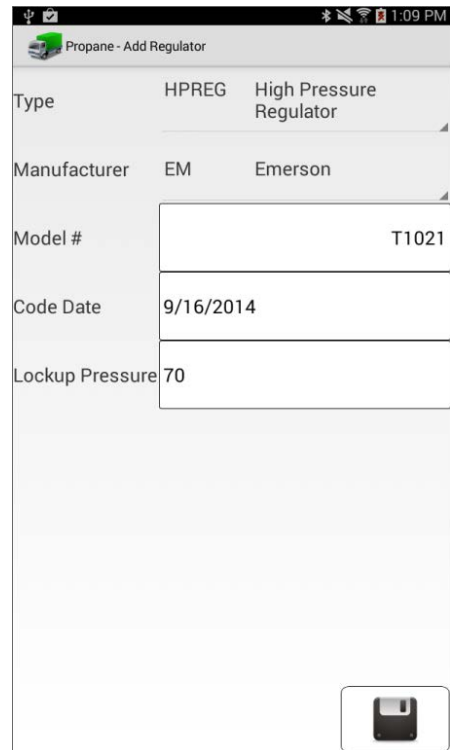 1:09 PM
Propane - Add Regulator
Type HPREG High Pressure
Regulator
Manufacturer EM Emerson
Model # T1021
Code Date 9/16/2014
Lockup Pressure 70